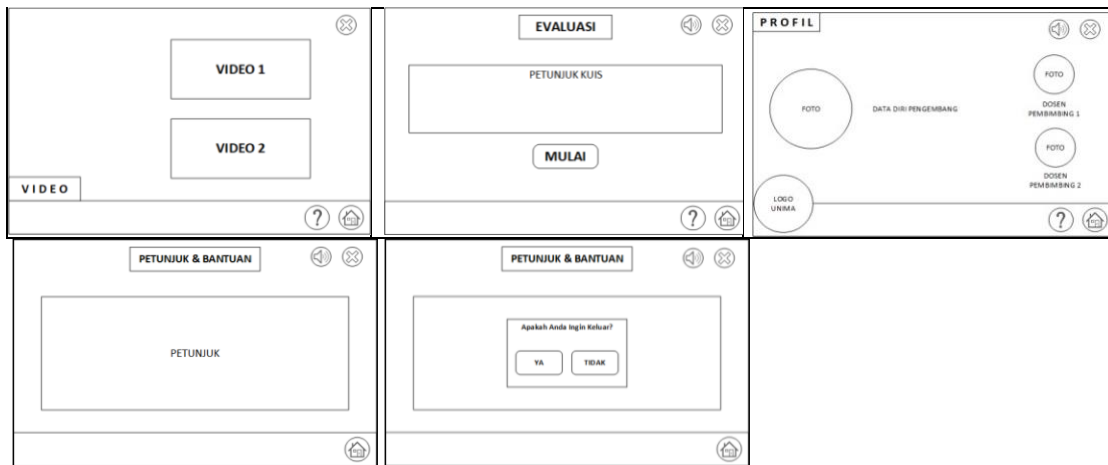 VIDEO 1
VIDEO 2
VIDEO
?
EVALUASI
PETUNJUK KUIS
MULAI
?
PROFIL
FOTO
DATA DIRI PENGEMBANG
FOTO
DOSEN
PEMBIMBING 1
FOTO
DOSEN
PEMBIMBING 2
LOGO
UNIMA
?
PETUNJUK & BANTUAN
PETUNJUK
PETUNJUK & BANTUAN
Apakah Anda Ingin Keluar?
YA TIDAK